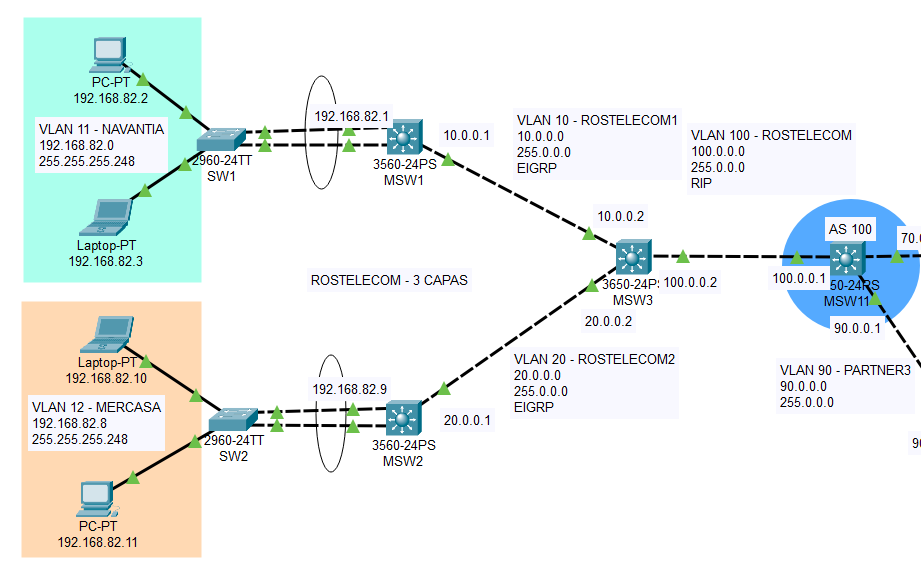 PC-PT
192.168.82.2
VLAN 11 - NAVANTIA
192.168.82.0
255.255.255.248
2960-24TT
SW1
Laptop-PT
192.168.82.3
192.168.82.1
3560-24PS
MSW1
10.0.0.1
VLAN 10 - ROSTELECOM1
10.0.0.0
255.0.0.0
EIGRP
VLAN 100 - ROSTELECOM
100.0.0.0
255.0.0.0
RIP
10.0.0.2
ROSTELECOM - 3 CAPAS
3650-24PS
MSW3
100.0.0.2
20.0.0.2
AS 100
70.0
100.0.0.1
50-24PS
MSW11
90.0.0.1
Laptop-PT
192.168.82.10
VLAN 12 - MERCASA
192.168.82.8
255.255.255.248
2960-24TT
SW2
PC-PT
192.168.82.11
192.168.82.9
3560-24PS
MSW2
20.0.0.1
VLAN 20 - ROSTELECOM2
20.0.0.0
255.0.0.0
EIGRP
VLAN 90 - PARTNER3
90.0.0.0
255.0.0.0